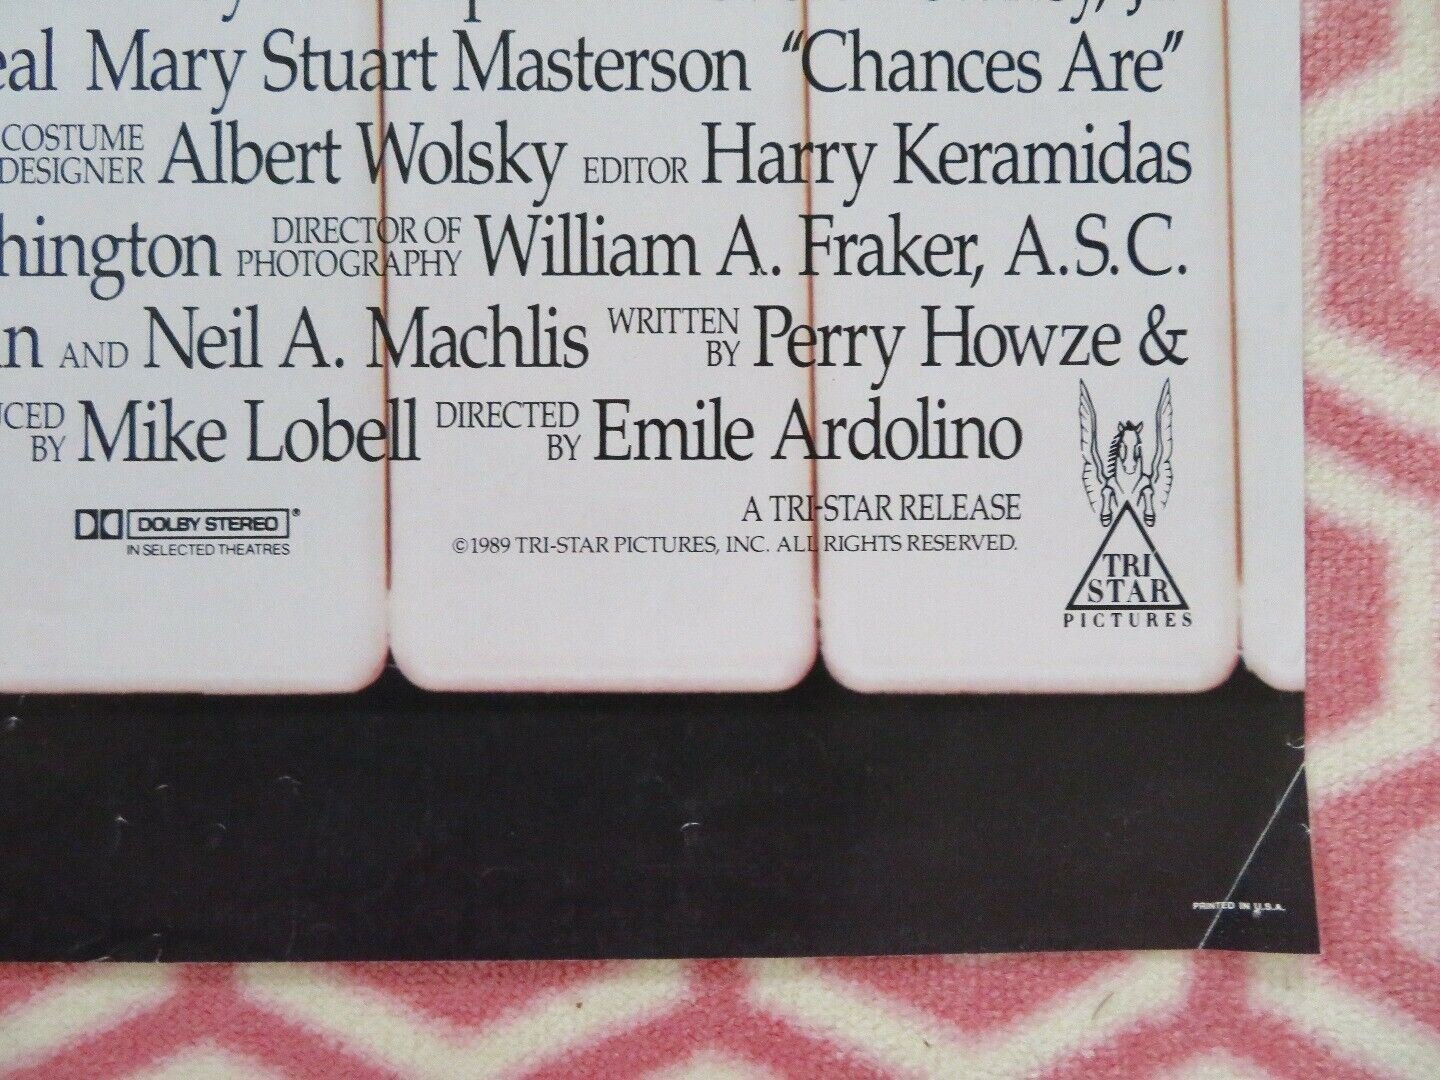 Mary Stuart Masterson "Chances Are"
COSTUME DESIGNER Albert Wolsky EDITOR Harry Keramidas
hington DIRECTOR OF PHOTOGRAPHY William A. Fraker, A.S.C.
n AND Neil A. Machlis WRITTEN BY Perry Howze &
UCED BY Mike Lobell DIRECTED BY Emile Ardolino
DOLBY STEREO®
IN SELECTED THEATRES
A TRI-STAR RELEASE
©1989 TRI-STAR PICTURES, INC. ALL RIGHTS RESERVED.
TRI
STAR
PICTURES
PRINTED IN U.S.A.